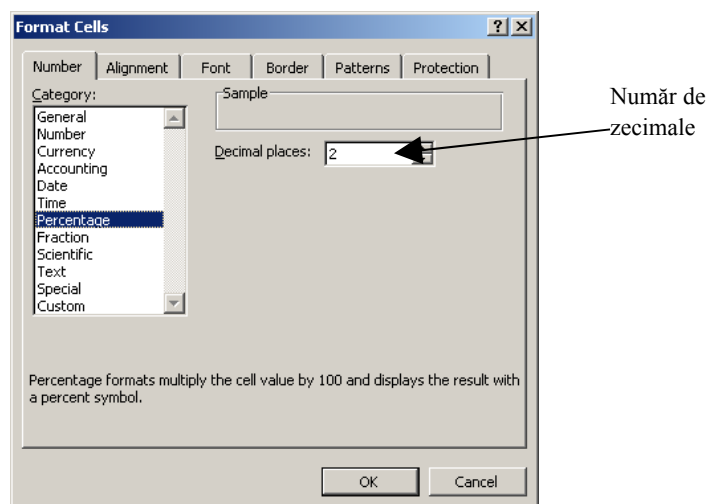 Format Cells
Number Alignment Font Border Patterns Protection
Category:
General
Number
Currency
Accounting
Date
Time
Percentage
Fraction
Scientific
Text
Special
Custom
Sample
Decimal places: 2
Percentage formats multiply the cell value by 100 and displays the result with
a percent symbol.
OK Cancel
Număr de
zecimale